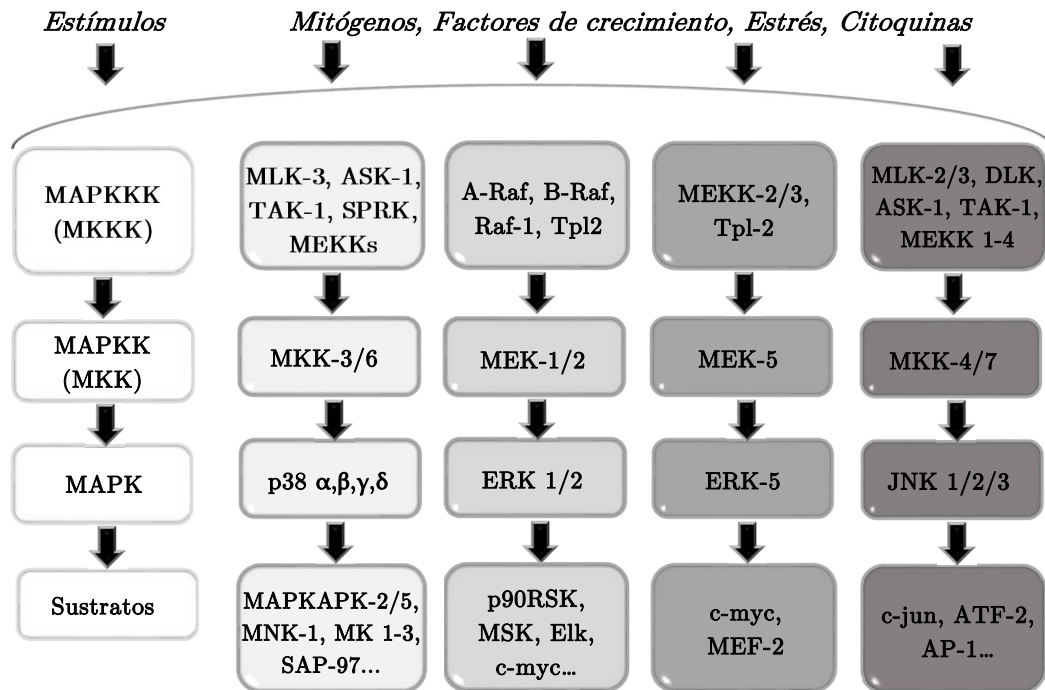 Estímulos
Mitógenos, Factores de crecimiento, Estrés, Citoquinas
MAPKKK
(MKKK)
MLK-3, ASK-1,
TAK-1, SPRK,
MEKKs
A-Raf, B-Raf,
Raf-1, Tpl2
MEKK-2/3,
Tpl-2
MLK-2/3, DLK,
ASK-1, TAK-1,
MEKK 1-4
MAPKK
(MKK)
MKK-3/6
MEK-1/2
MEK-5
MKK-4/7
MAPK
p38 α,β,γ,δ
ERK 1/2
ERK-5
JNK 1/2/3
Sustratos
MAPKAPK-2/5,
MNK-1, MK 1-3,
SAP-97...
p90RSK,
MSK, Elk,
c-myc...
c-myc,
MEF-2
c-jun, ATF-2,
AP-1...